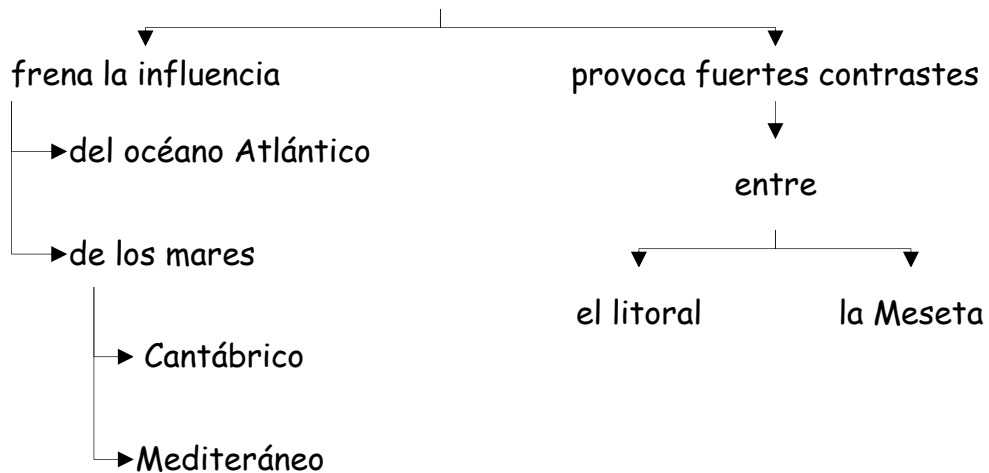 frena la influencia
provoca fuertes contrastes
del océano Atlántico
entre
de los mares
el litoral
la Meseta
Cantábrico
Mediteráneo